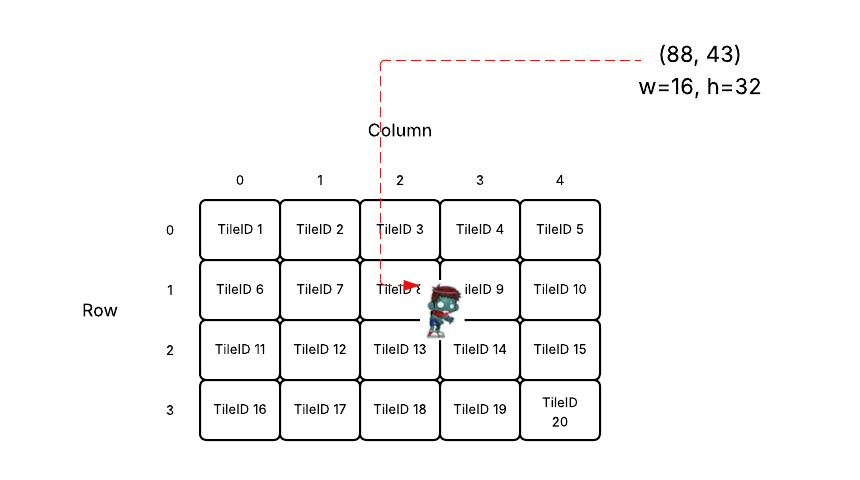 (88, 43)
w=16, h=32
Column
0 1 2 3 4
0 TileID 1 TileID 2 TileID 3 TileID 4 TileID 5
1 TileID 6 TileID 7 TileID ileID 9 TileID 10
Row
2 TileID 11 TileID 12 TileID 13 TileID 14 TileID 15
3 TileID 16 TileID 17 TileID 18 TileID 19 TileID
20